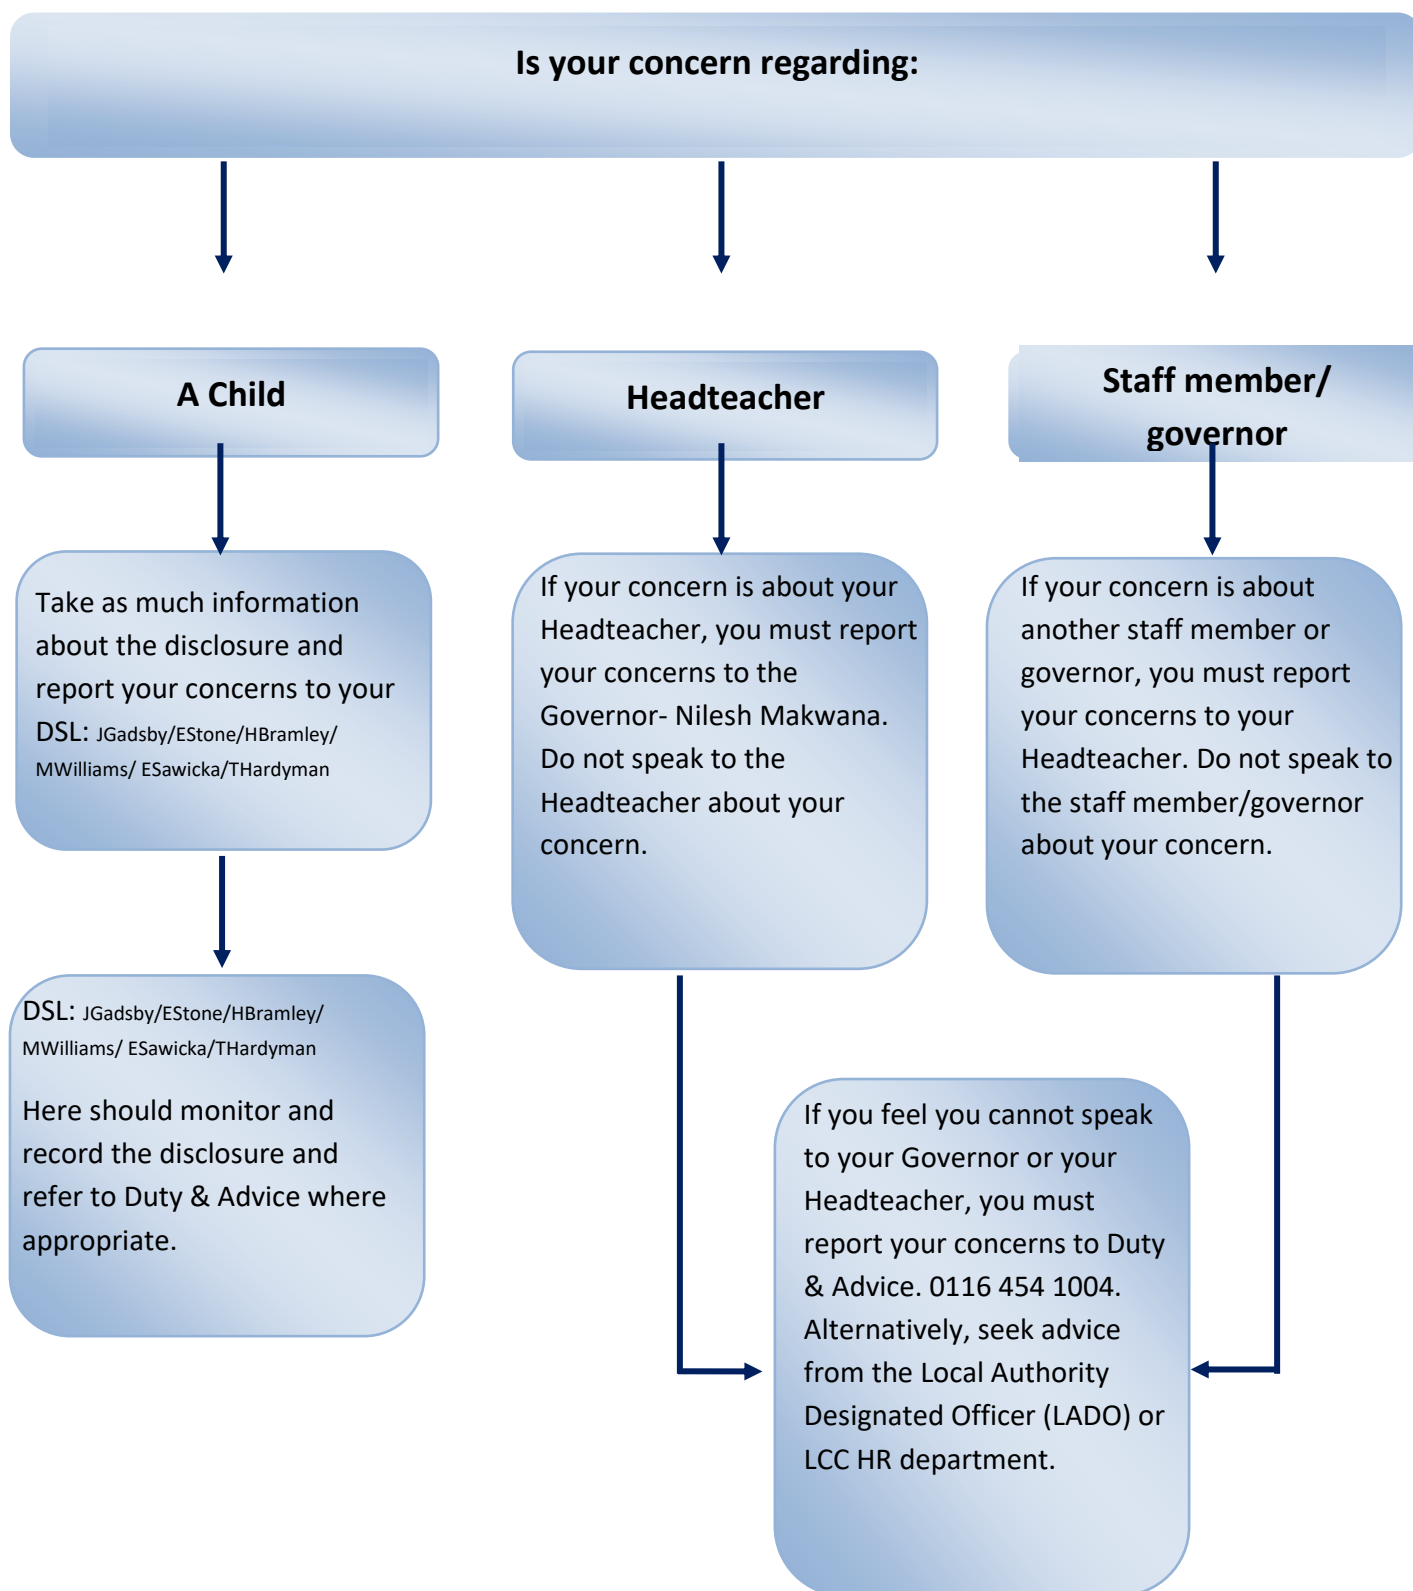 Is your concern regarding:
A Child
Headteacher
Staff member/
governor
Take as much information
about the disclosure and
report your concerns to your
DSL: JGadsby/EStone/HBramley/
MWilliams/ ESawicka/THardyman
If your concern is about your
Headteacher, you must report
your concerns to the
Governor- Nilesh Makwana.
Do not speak to the
Headteacher about your
concern.
If your concern is about
another staff member or
governor, you must report
your concerns to your
Headteacher. Do not speak to
the staff member/governor
about your concern.
DSL: JGadsby/EStone/HBramley/
MWilliams/ ESawicka/THardyman
Here should monitor and
record the disclosure and
refer to Duty & Advice where
appropriate.
If you feel you cannot speak
to your Governor or your
Headteacher, you must
report your concerns to Duty
& Advice. 0116 454 1004.
Alternatively, seek advice
from the Local Authority
Designated Officer (LADO) or
LCC HR department.